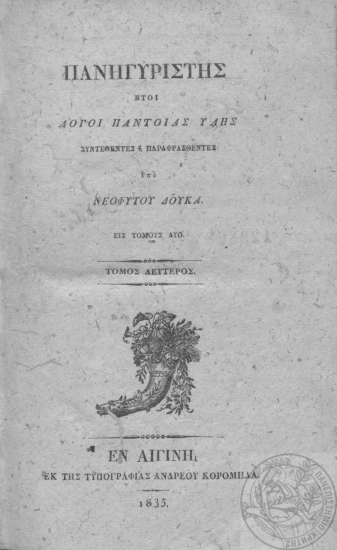 ΠΑΝΗΓΥΡΙΣΤΗΣ
ΗΤΟΙ
ΛΟΓΟΙ ΠΑΝΤΟΙΑΣ ΥΛΗΣ
ΣΥΝΤΕΘΕΝΤΕΣ ϗ ΠΑΡΑΦΡΑΣΘΕΝΤΕΣ
ὑπὸ
ΝΕΟΦΥΤΟΥ ΔΟΥΚΑ.
ΕΙΣ ΤΟΜΟΥΣ ΔΥΟ.
ΤΟΜΟΣ ΔΕΥΤΕΡΟΣ.
ΕΝ ΑΙΓΙΝΗ,
ΕΚ ΤΗΣ ΤΥΠΟΓΡΑΦΙΑΣ ΑΝΔΡΕΟΥ ΚΟΡΟΜΗΛΑ.
1835.